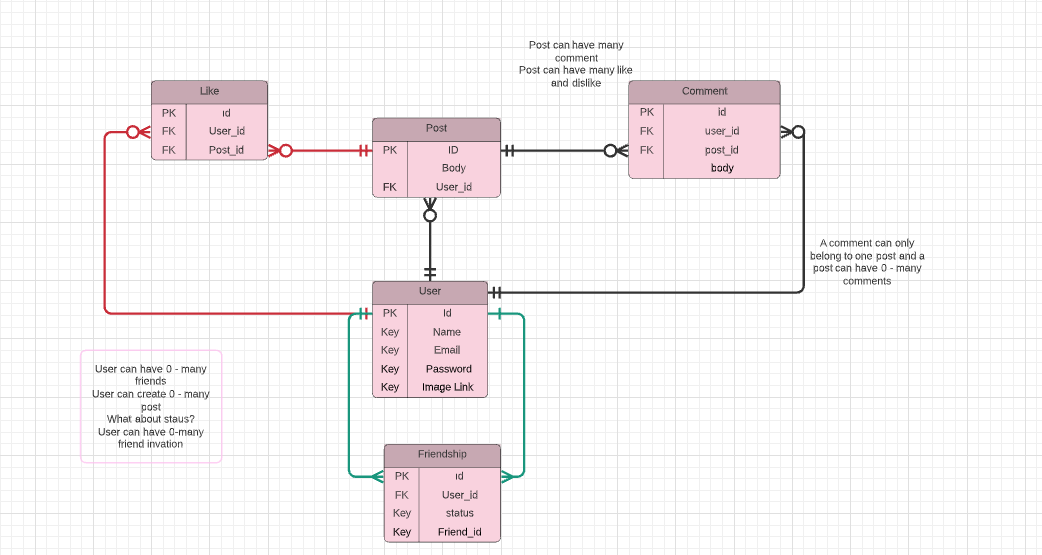 Post can have many
comment
Post can have many like
and dislike
Like
PK id
FK User_id
FK Post_id
Post
PK ID
Body
FK User_id
Comment
PK id
FK user_id
FK post_id
body
A comment can only
belong to one post and a
post can have 0 - many
comments
User
PK Id
Key Name
Key Email
Key Password
Key Image Link
User can have 0 - many
friends
User can create 0 - many
post
What about staus?
User can have 0-many
friend invation
Friendship
PK id
FK User_id
Key status
Key Friend_id